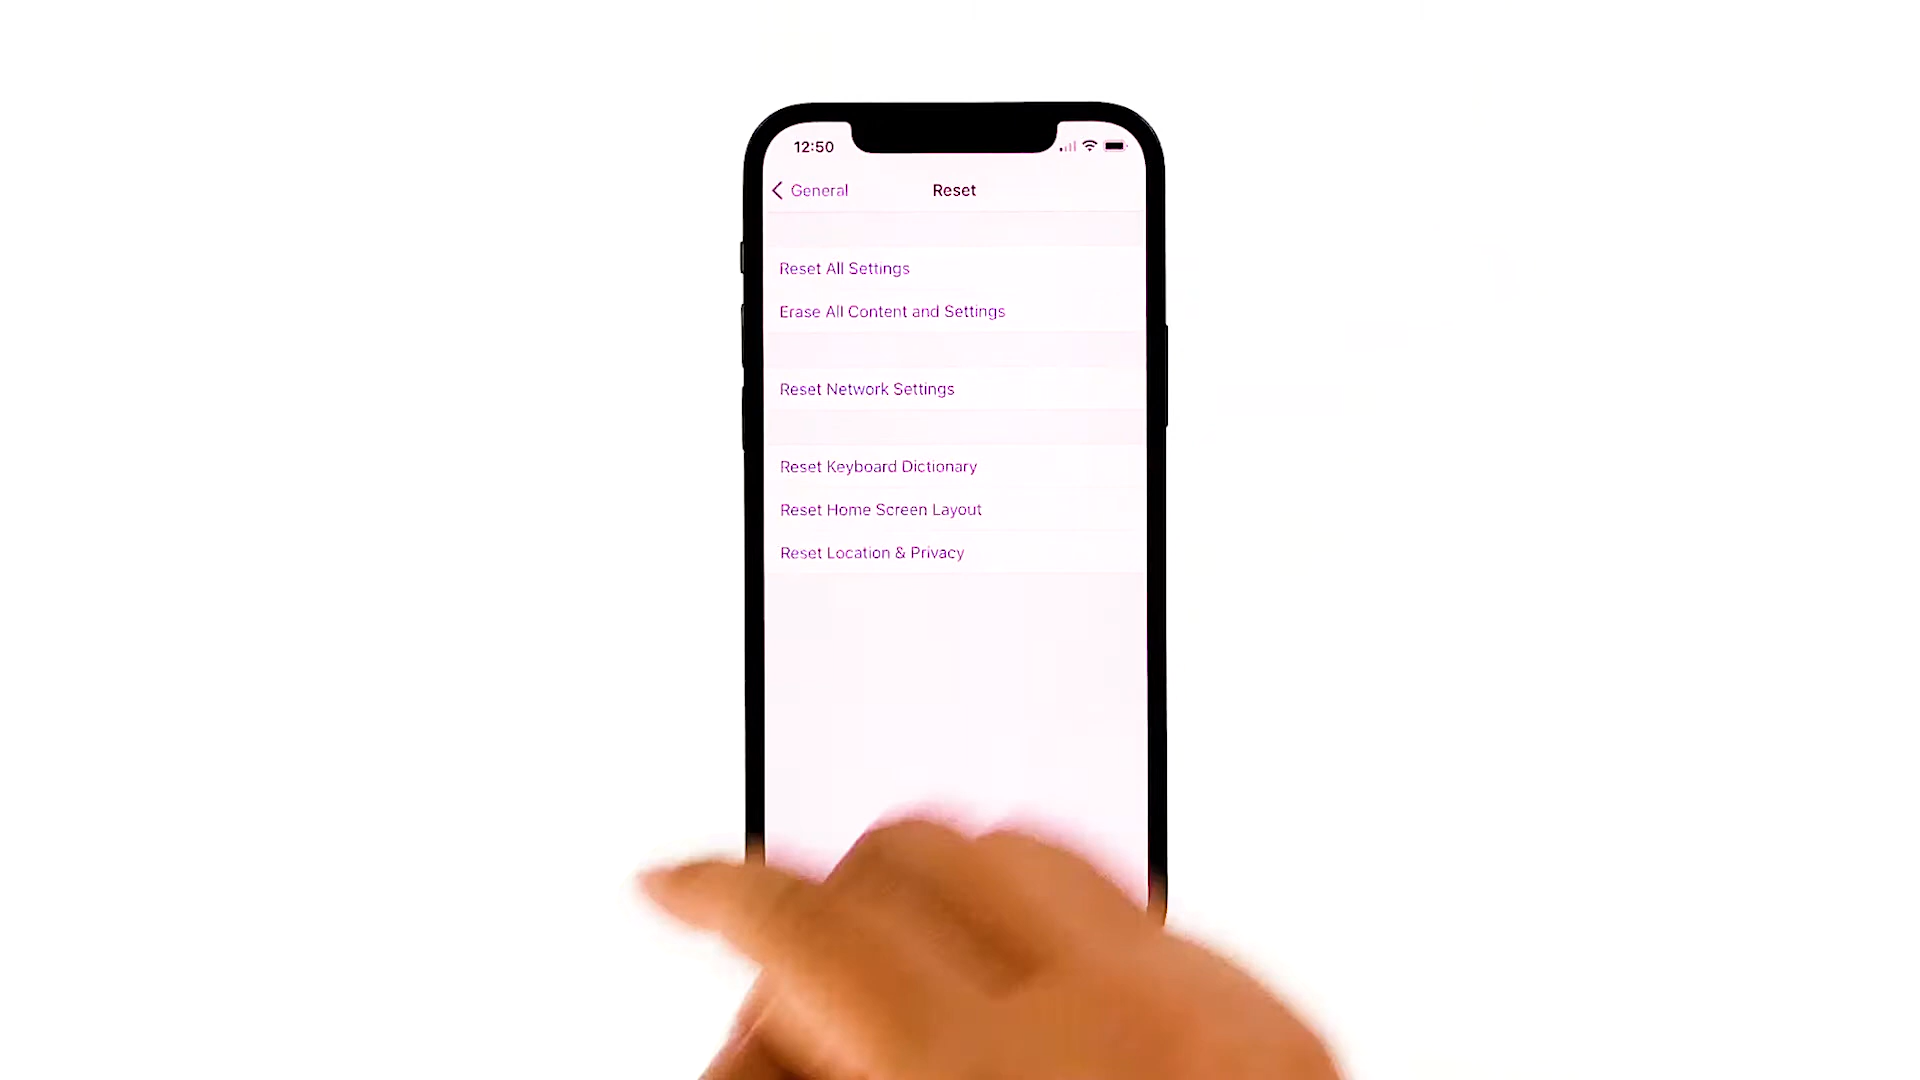 12:50
General
Reset
Reset All Settings
Erase All Content and Settings
Reset Network Settings
Reset Keyboard Dictionary
Reset Home Screen Layout
Reset Location & Privacy